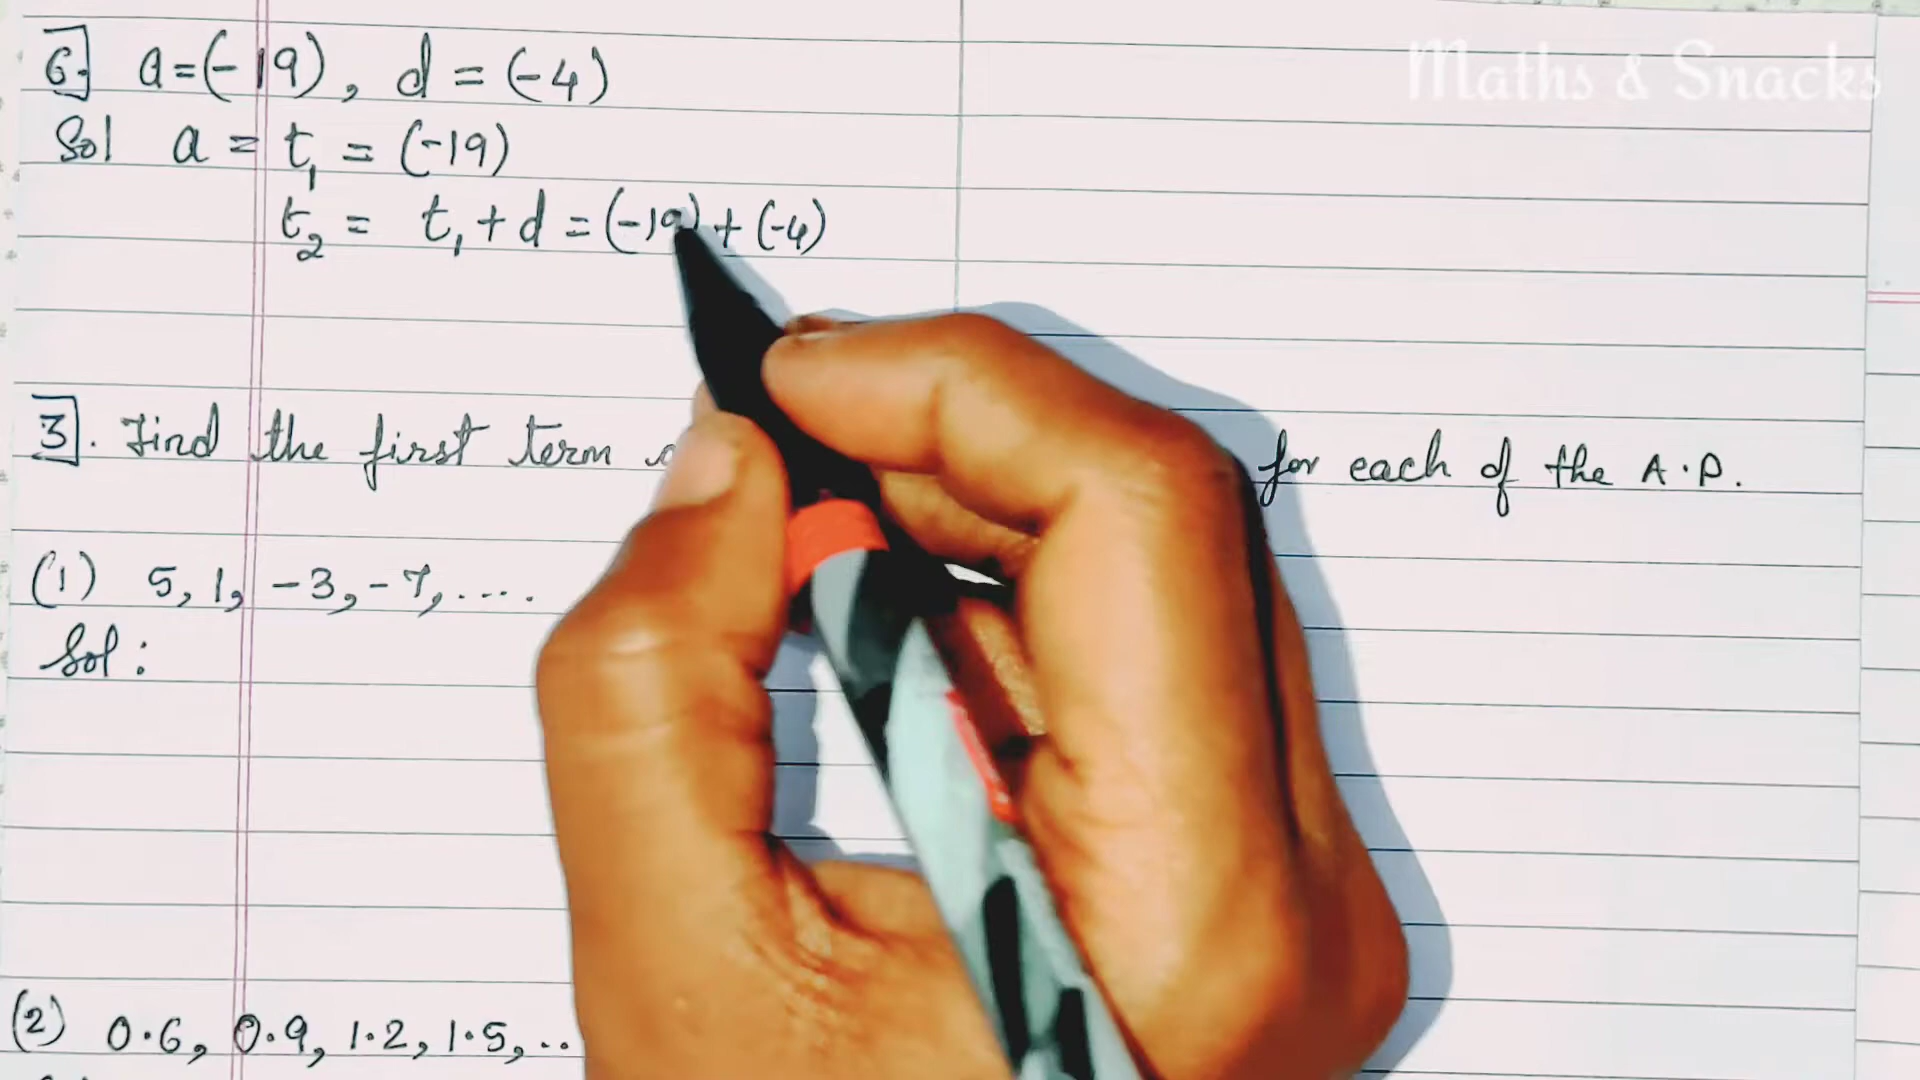 Maths & Snacks
6. a=(-19), d = (-4)
Sol a = t₁ = (-19)
t₂ = t₁ + d = (-19) + (-4)
3. Find the first term for each of the A.P.
(1) 5, 1, -3, -7, ....
Sol:
(2) 0.6, 0.9, 1.2, 1.5, ..